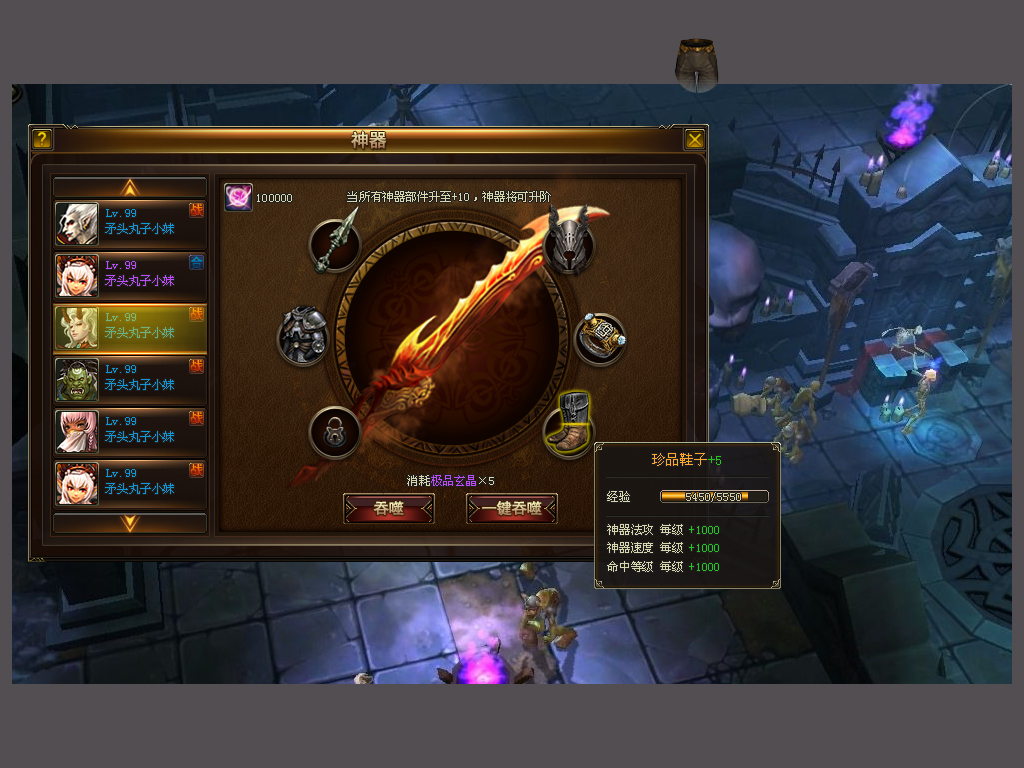 ?
神器
100000
当所有神器部件升至+10，神器将可升阶
Lv.99
战
矛头丸子小妹
Lv.99
合
矛头丸子小妹
Lv.99
战
矛头丸子小妹
Lv.99
战
矛头丸子小妹
Lv.99
战
矛头丸子小妹
Lv.99
战
矛头丸子小妹
消耗极品玄晶×5
吞噬
一键吞噬
珍品鞋子+5
经验 5450/5550
神器法攻 每级 +1000
神器速度 每级 +1000
命中等级 每级 +1000